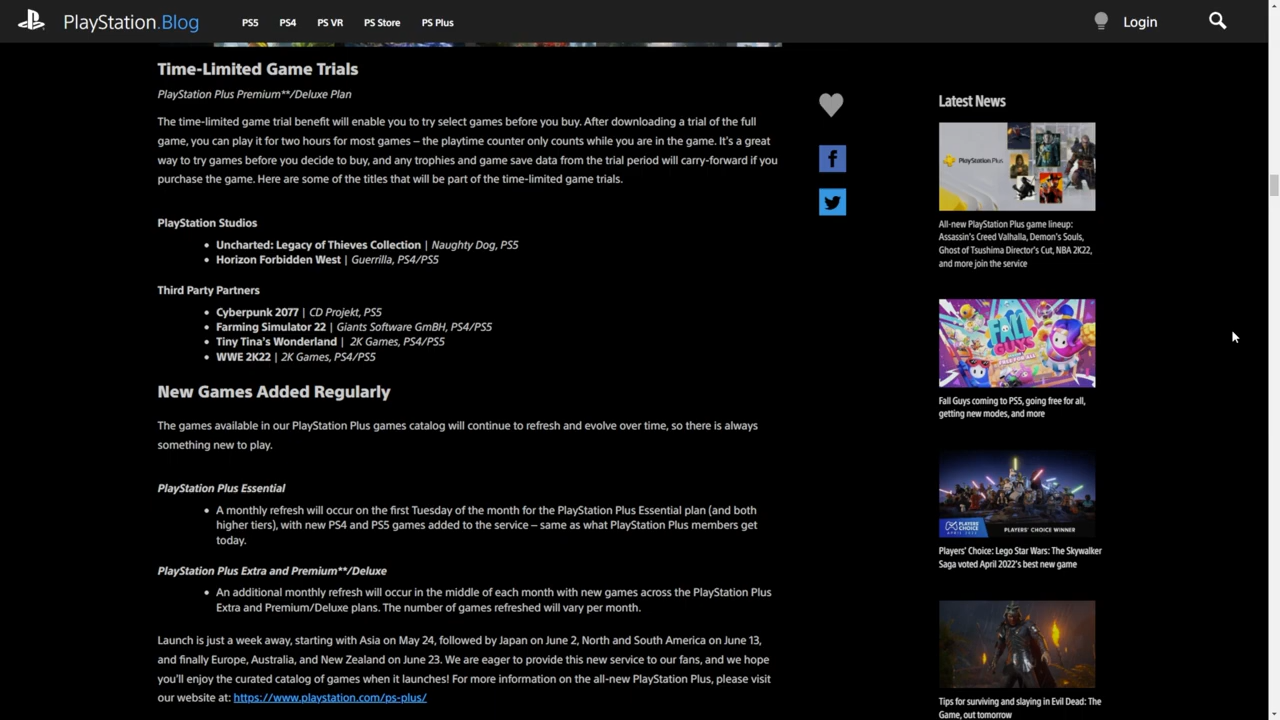 PlayStation.Blog
PS5
PS4
PS VR
PS Store
PS Plus
Login
Time-Limited Game Trials
PlayStation Plus Premium**/Deluxe Plan
The time-limited game trial benefit will enable you to try select games before you buy. After downloading a trial of the full
game, you can play it for two hours for most games – the playtime counter only counts while you are in the game. It's a great
way to try games before you decide to buy, and any trophies and game save data from the trial period will carry-forward if you
purchase the game. Here are some of the titles that will be part of the time-limited game trials.
PlayStation Studios
• Uncharted: Legacy of Thieves Collection | Naughty Dog, PS5
• Horizon Forbidden West | Guerrilla, PS4/PS5
Third Party Partners
• Cyberpunk 2077 | CD Projekt, PS5
• Farming Simulator 22 | Giants Software GmBH, PS4/PS5
• Tiny Tina's Wonderland | 2K Games, PS4/PS5
• WWE 2K22 | 2K Games, PS4/PS5
New Games Added Regularly
The games available in our PlayStation Plus games catalog will continue to refresh and evolve over time, so there is always
something new to play.
PlayStation Plus Essential
• A monthly refresh will occur on the first Tuesday of the month for the PlayStation Plus Essential plan (and both
higher tiers), with new PS4 and PS5 games added to the service – same as what PlayStation Plus members get
today.
PlayStation Plus Extra and Premium**/Deluxe
• An additional monthly refresh will occur in the middle of each month with new games across the PlayStation Plus
Extra and Premium/Deluxe plans. The number of games refreshed will vary per month.
Launch is just a week away, starting with Asia on May 24, followed by Japan on June 2, North and South America on June 13,
and finally Europe, Australia, and New Zealand on June 23. We are eager to provide this new service to our fans, and we hope
you'll enjoy the curated catalog of games when it launches! For more information on the all-new PlayStation Plus, please visit
our website at: https://www.playstation.com/ps-plus/
Latest News
PlayStation.Plus
All-new PlayStation Plus game lineup:
Assassin's Creed Valhalla, Demon's Souls,
Ghost of Tsushima Director's Cut, NBA 2K22,
and more join the service
FALL
GUYS
FREE FOR ALL
Fall Guys coming to PS5, going free for all,
getting new modes, and more
PLAYERS'
CHOICE
APRIL 2022
PLAYERS' CHOICE WINNER
Players' Choice: Lego Star Wars: The Skywalker
Saga voted April 2022's best new game
Tips for surviving and slaying in Evil Dead: The
Game, out tomorrow